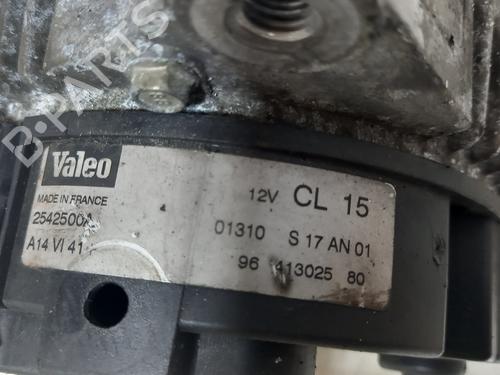 B-PARTS
Valeo
MADE IN FRANCE
2542500A
A14 VI 41
12V CL 15
01310 S 17 AN 01
96 413025 80